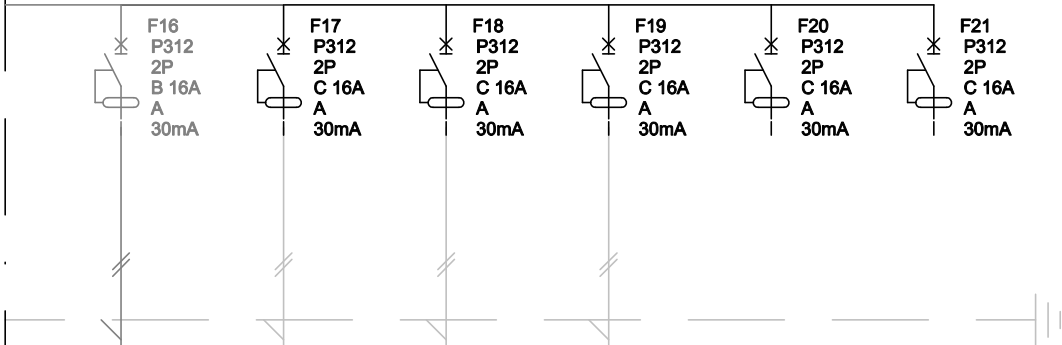 F16
P312
2P
B 16A
A
30mA
F17
P312
2P
C 16A
A
30mA
F18
P312
2P
C 16A
A
30mA
F19
P312
2P
C 16A
A
30mA
F20
P312
2P
C 16A
A
30mA
F21
P312
2P
C 16A
A
30mA